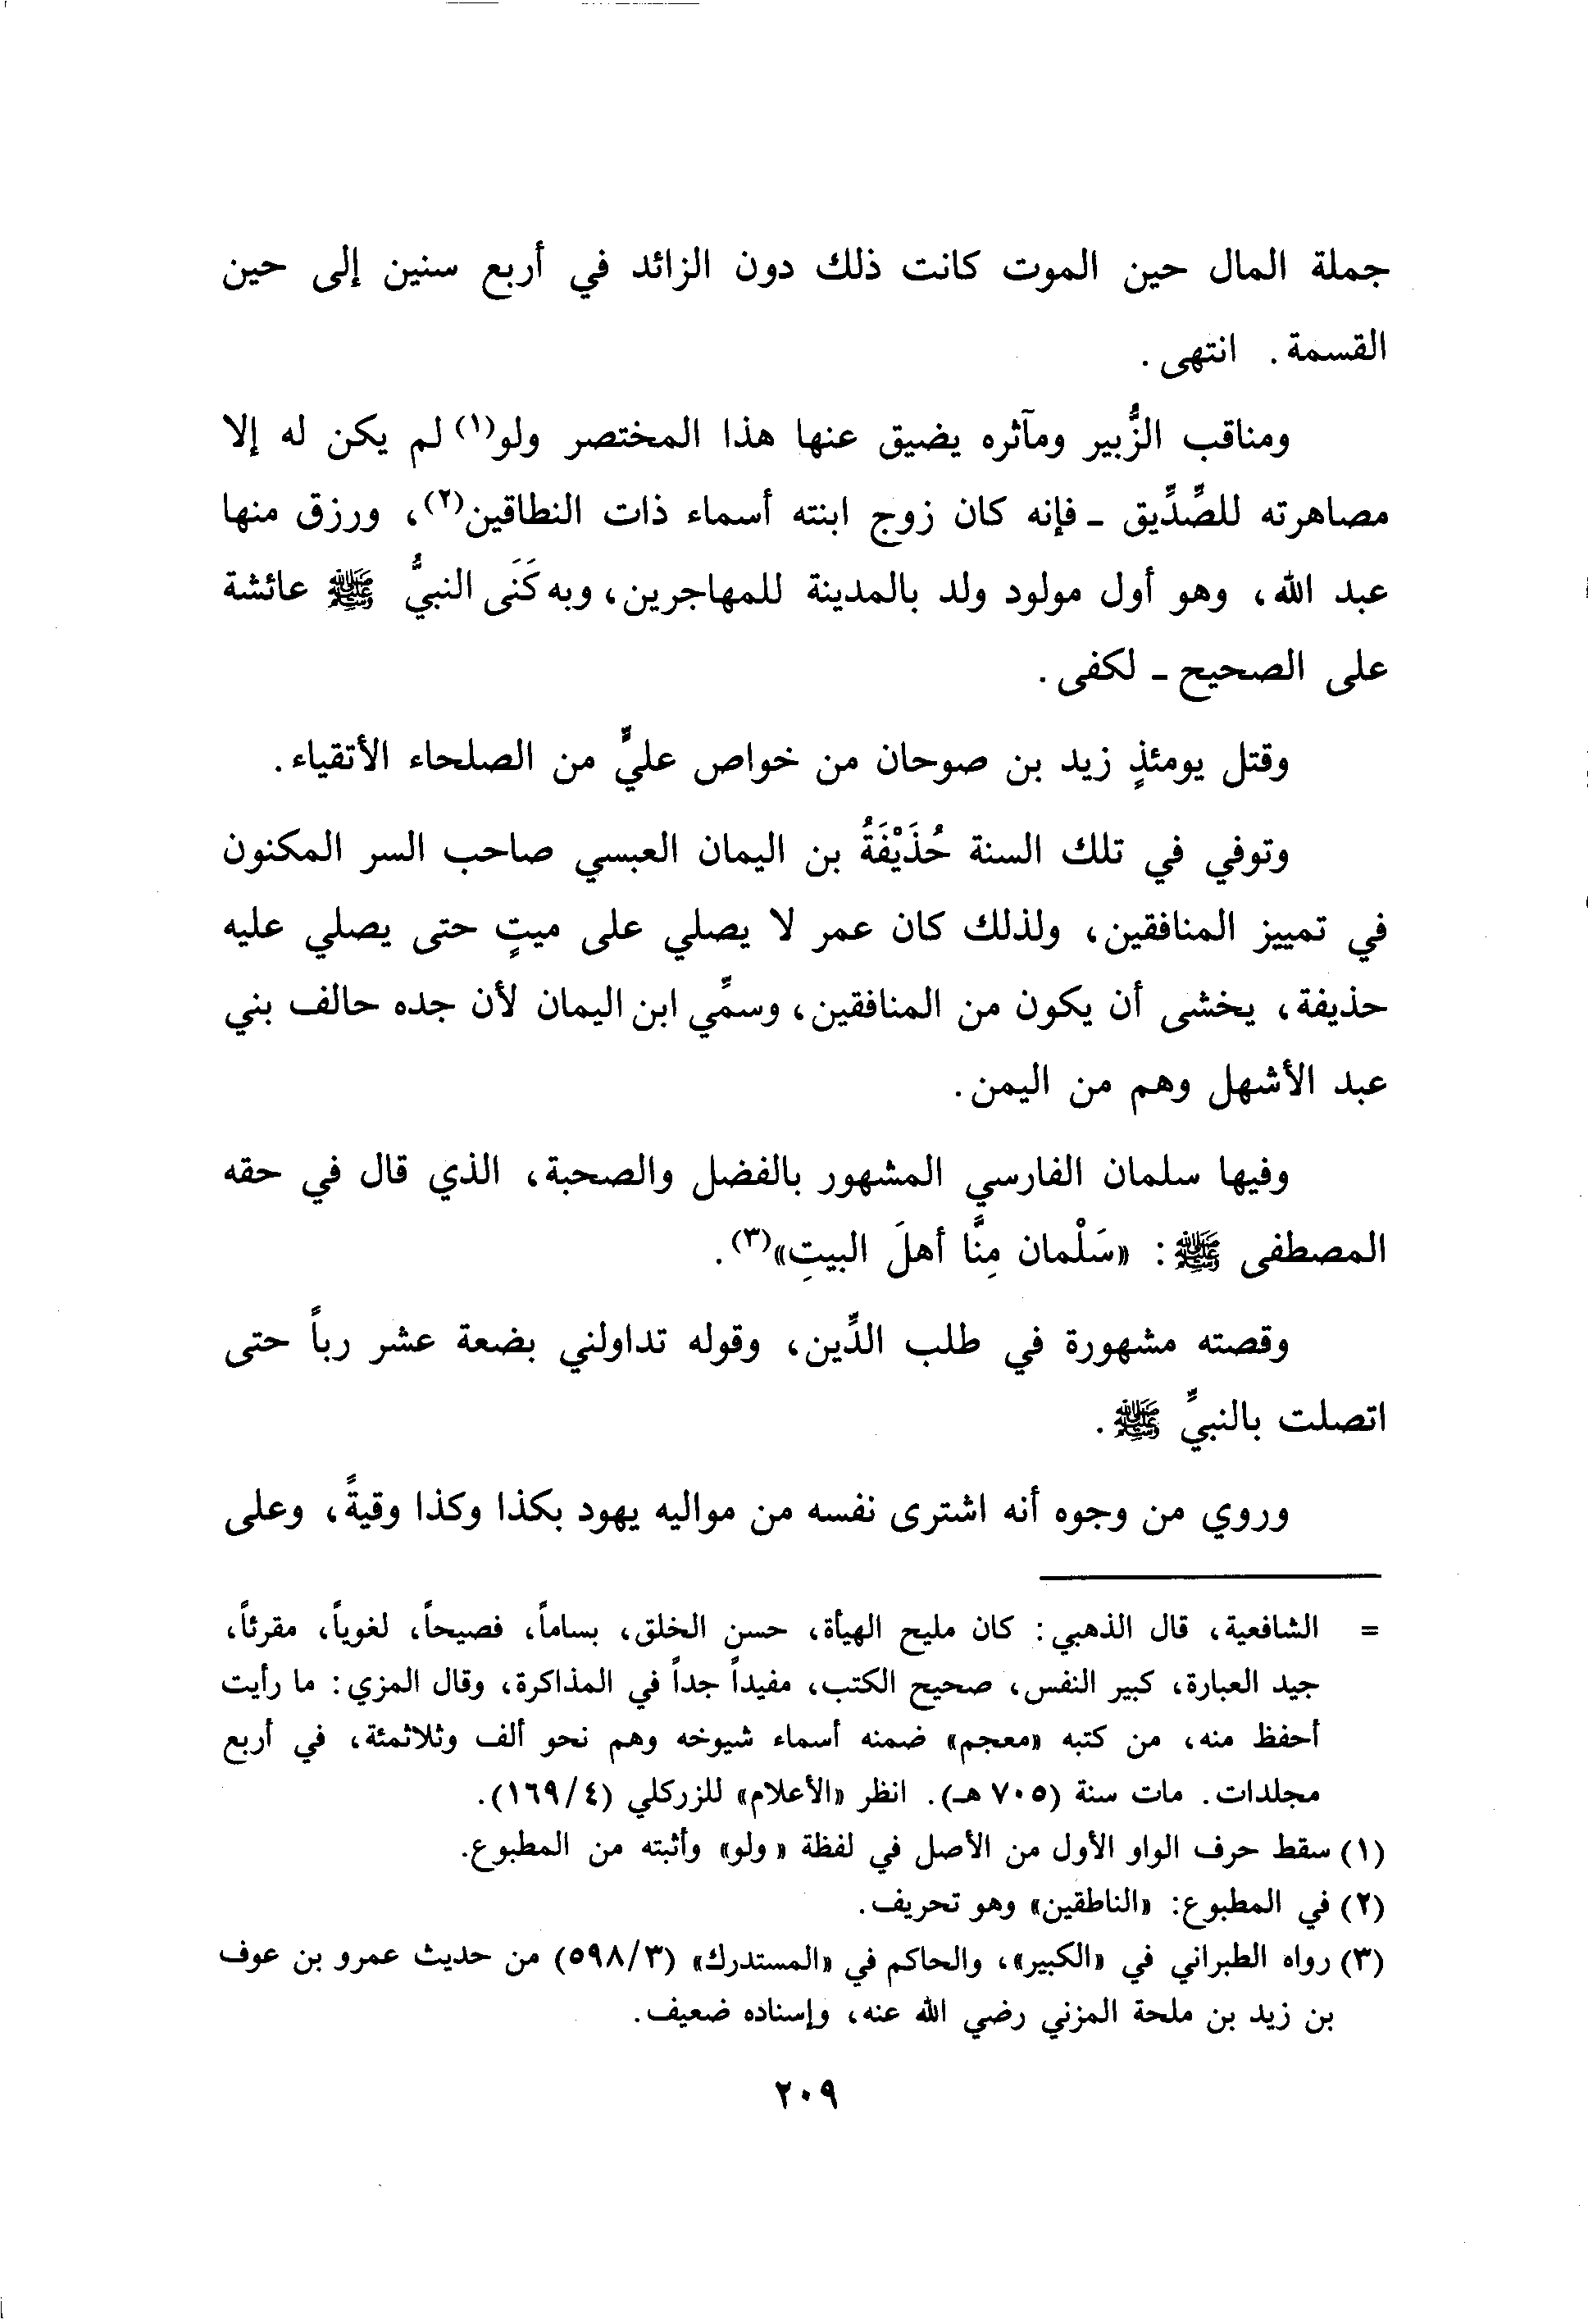 جملة المال حين الموت كانت ذلك دون الزائد في أربع سنين إلى حين
القسمة. انتهى.
ومناقب الزُّبير ومآثره يضيق عنها هذا المختصر ولو(١) لم يكن له إلا
مصاهرته للصِّدِّيق ـ فإنه كان زوج ابنته أسماء ذات النطاقين(٢)، ورزق منها
عبد الله، وهو أول مولود ولد بالمدينة للمهاجرين، وبه كَنَى النبيُّ ﷺ عائشة
على الصحيح ـ لكفى.
وقتل يومئذٍ زيد بن صوحان من خواص عليٍّ من الصلحاء الأتقياء.
وتوفي في تلك السنة حُذَيْفَةُ بن اليمان العبسي صاحب السر المكنون
في تمييز المنافقين، ولذلك كان عمر لا يصلي على ميتٍ حتى يصلي عليه
حذيفة، يخشى أن يكون من المنافقين، وسمِّي ابن اليمان لأن جده حالف بني
عبد الأشهل وهم من اليمن.
وفيها سلمان الفارسي المشهور بالفضل والصحبة، الذي قال في حقه
المصطفى ﷺ: «سَلْمان مِنَّا أهلَ البيتِ»(٣).
وقصته مشهورة في طلب الدِّين، وقوله تداولني بضعة عشر رباً حتى
اتصلت بالنبيِّ ﷺ.
وروي من وجوه أنه اشترى نفسه من مواليه يهود بكذا وكذا وقيةً، وعلى
= الشافعية، قال الذهبي: كان مليح الهيأة، حسن الخلق، بساماً، فصيحاً، لغوياً، مقرئاً،
جيد العبارة، كبير النفس، صحيح الكتب، مفيداً جداً في المذاكرة، وقال المزي: ما رأيت
أحفظ منه، من كتبه «معجم» ضمنه أسماء شيوخه وهم نحو ألف وثلاثمئة، في أربع
مجلدات. مات سنة (٧٠٥ هـ). انظر «الأعلام» للزركلي (٤/١٦٩).
(١) سقط حرف الواو الأول من الأصل في لفظة «ولو» وأثبته من المطبوع.
(٢) في المطبوع: «الناطقين» وهو تحريف.
(٣) رواه الطبراني في «الكبير»، والحاكم في «المستدرك» (٣/٥٩٨) من حديث عمرو بن عوف
بن زيد بن ملحة المزني رضي الله عنه، وإسناده ضعيف.
٢٠٩